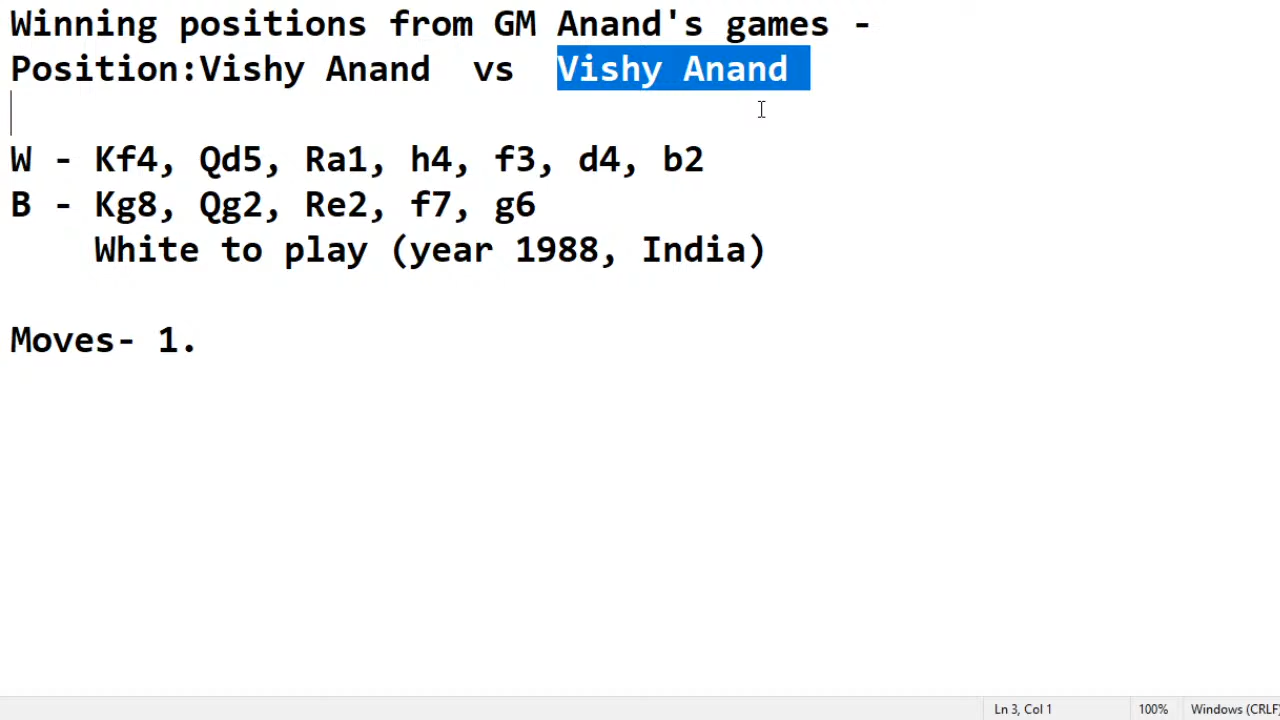 Winning positions from GM Anand's games -
Position:Vishy Anand  vs  Vishy Anand
W - Kf4, Qd5, Ra1, h4, f3, d4, b2
B - Kg8, Qg2, Re2, f7, g6
White to play (year 1988, India)
Moves- 1.
Ln 3, Col 1 100% Windows (CRLF)